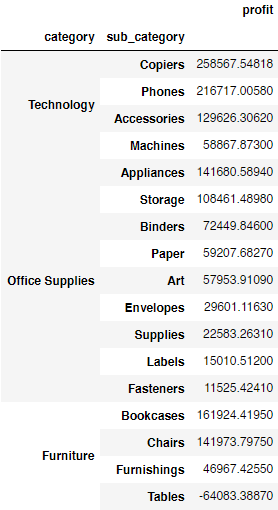 profit
category sub_category
Copiers 258567.54818
Phones 216717.00580
Technology
Accessories 129626.30620
Machines 58867.87300
Appliances 141680.58940
Storage 108461.48980
Binders 72449.84600
Paper 59207.68270
Office Supplies Art 57953.91090
Envelopes 29601.11630
Supplies 22583.26310
Labels 15010.51200
Fasteners 11525.42410
Bookcases 161924.41950
Chairs 141973.79750
Furniture
Furnishings 46967.42550
Tables -64083.38870